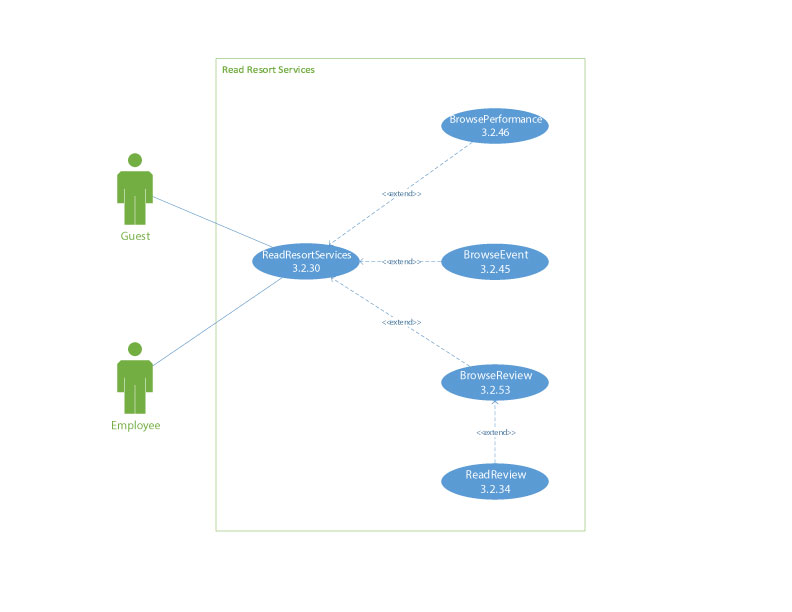 Read Resort Services
BrowsePerformance
3.2.46
<<extend>>
Guest
ReadResortServices
3.2.30
<<extend>>
BrowseEvent
3.2.45
<<extend>>
BrowseReview
3.2.53
Employee
<<extend>>
ReadReview
3.2.34